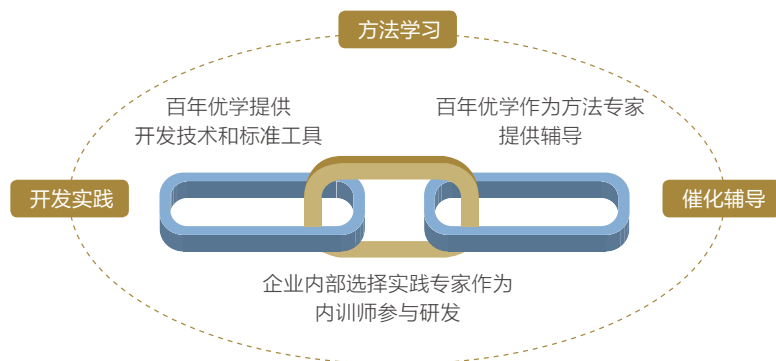 方法学习
百年优学提供
开发技术和标准工具
百年优学作为方法专家
提供辅导
开发实践
催化辅导
企业内部选择实践专家作为
内训师参与研发